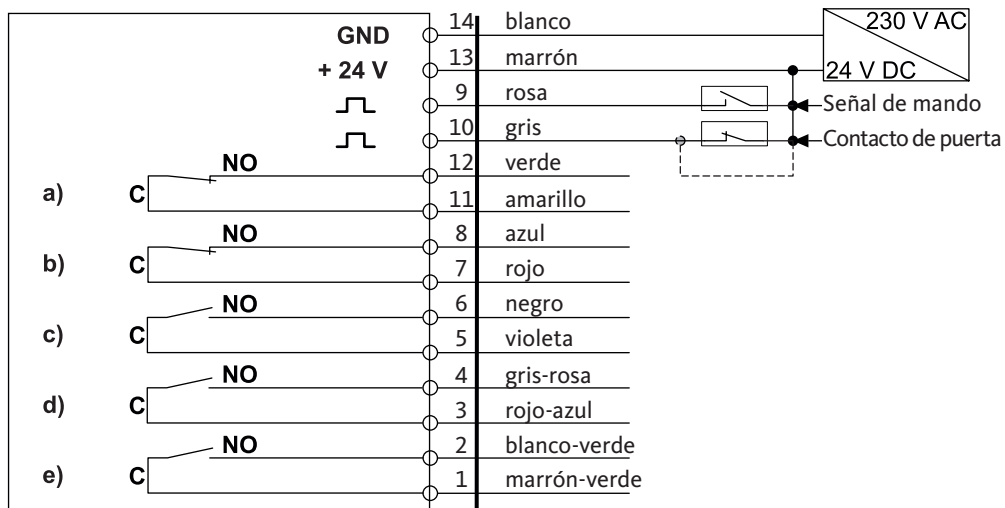 GND 14 blanco 230 V AC
+ 24 V 13 marrón 24 V DC
9 rosa Señal de mando
10 gris Contacto de puerta
NO 12 verde
a) C 11 amarillo
NO 8 azul
b) C 7 rojo
NO 6 negro
c) C 5 violeta
NO 4 gris-rosa
d) C 3 rojo-azul
NO 2 blanco-verde
e) C 1 marrón-verde